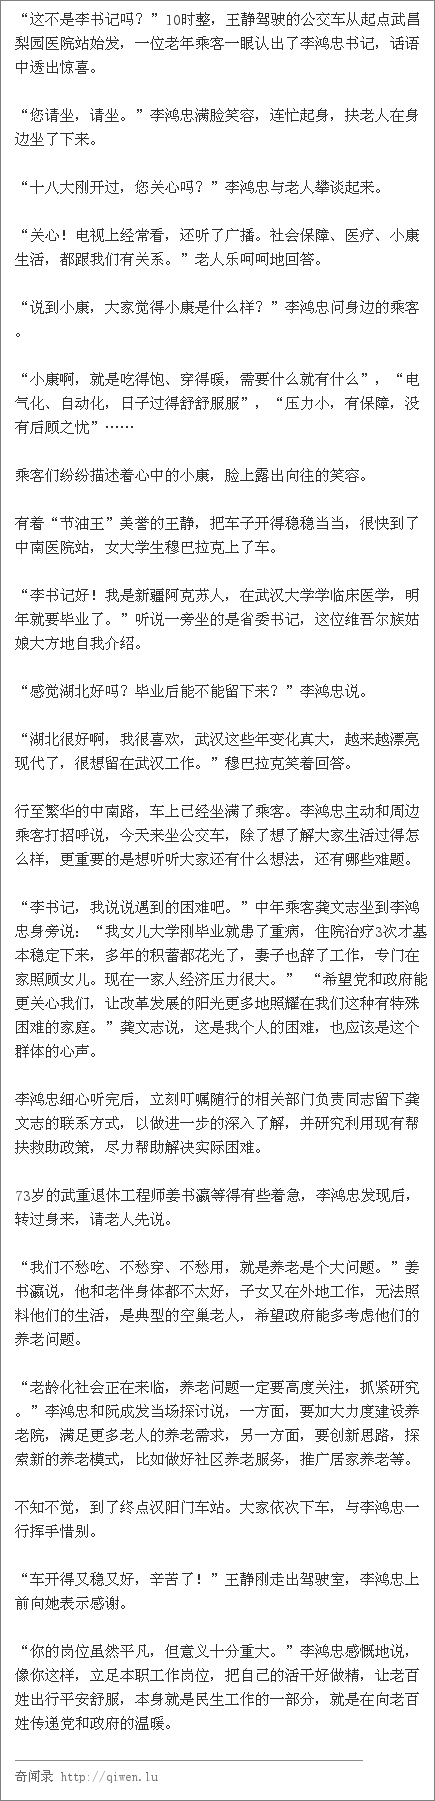 “这不是李书记吗？”10时整，王静驾驶的公交车从起点武昌
梨园医院站始发，一位老年乘客一眼认出了李鸿忠书记，话语
中透出惊喜。
“您请坐，请坐。”李鸿忠满脸笑容，连忙起身，扶老人在身
边坐了下来。
“十八大刚开过，您关心吗？”李鸿忠与老人攀谈起来。
“关心！电视上经常看，还听了广播。社会保障、医疗、小康
生活，都跟我们有关系。”老人乐呵呵地回答。
“说到小康，大家觉得小康是什么样？”李鸿忠问身边的乘客
。
“小康啊，就是吃得饱、穿得暖，需要什么就有什么”，“电
气化、自动化，日子过得舒舒服服”，“压力小，有保障，没
有后顾之忧”……
乘客们纷纷描述着心中的小康，脸上露出向往的笑容。
有着“节油王”美誉的王静，把车子开得稳稳当当，很快到了
中南医院站，女大学生穆巴拉克上了车。
“李书记好！我是新疆阿克苏人，在武汉大学学临床医学，明
年就要毕业了。”听说一旁坐的是省委书记，这位维吾尔族姑
娘大方地自我介绍。
“感觉湖北好吗？毕业后能不能留下来？”李鸿忠说。
“湖北很好啊，我很喜欢，武汉这些年变化真大，越来越漂亮
现代了，很想留在武汉工作。”穆巴拉克笑着回答。
行至繁华的中南路，车上已经坐满了乘客。李鸿忠主动和周边
乘客打招呼说，今天来坐公交车，除了想了解大家生活过得怎
么样，更重要的是想听听大家还有什么想法，还有哪些难题。
“李书记，我说说遇到的困难吧。”中年乘客龚文志坐到李鸿
忠身旁说：“我女儿大学刚毕业就患了重病，住院治疗3次才基
本稳定下来，多年的积蓄都花光了，妻子也辞了工作，专门在
家照顾女儿。现在一家人经济压力很大。” “希望党和政府能
更关心我们，让改革发展的阳光更多地照耀在我们这种有特殊
困难的家庭。”龚文志说，这是我个人的困难，也应该是这个
群体的心声。
李鸿忠细心听完后，立刻叮嘱随行的相关部门负责同志留下龚
文志的联系方式，以做进一步的深入了解，并研究利用现有帮
扶救助政策，尽力帮助解决实际困难。
73岁的武重退休工程师姜书瀛等得有些着急，李鸿忠发现后，
转过身来，请老人先说。
“我们不愁吃、不愁穿、不愁用，就是养老是个大问题。”姜
书瀛说，他和老伴身体都不太好，子女又在外地工作，无法照
料他们的生活，是典型的空巢老人，希望政府能多考虑他们的
养老问题。
“老龄化社会正在来临，养老问题一定要高度关注，抓紧研究
。”李鸿忠和阮成发当场探讨说，一方面，要加大力度建设养
老院，满足更多老人的养老需求，另一方面，要创新思路，探
索新的养老模式，比如做好社区养老服务，推广居家养老等。
不知不觉，到了终点汉阳门车站。大家依次下车，与李鸿忠一
行挥手惜别。
“车开得又稳又好，辛苦了！”王静刚走出驾驶室，李鸿忠上
前向她表示感谢。
“你的岗位虽然平凡，但意义十分重大。”李鸿忠感慨地说，
像你这样，立足本职工作岗位，把自己的活干好做精，让老百
姓出行平安舒服，本身就是民生工作的一部分，就是在向老百
姓传递党和政府的温暖。
奇闻录 http://qiwen.lu